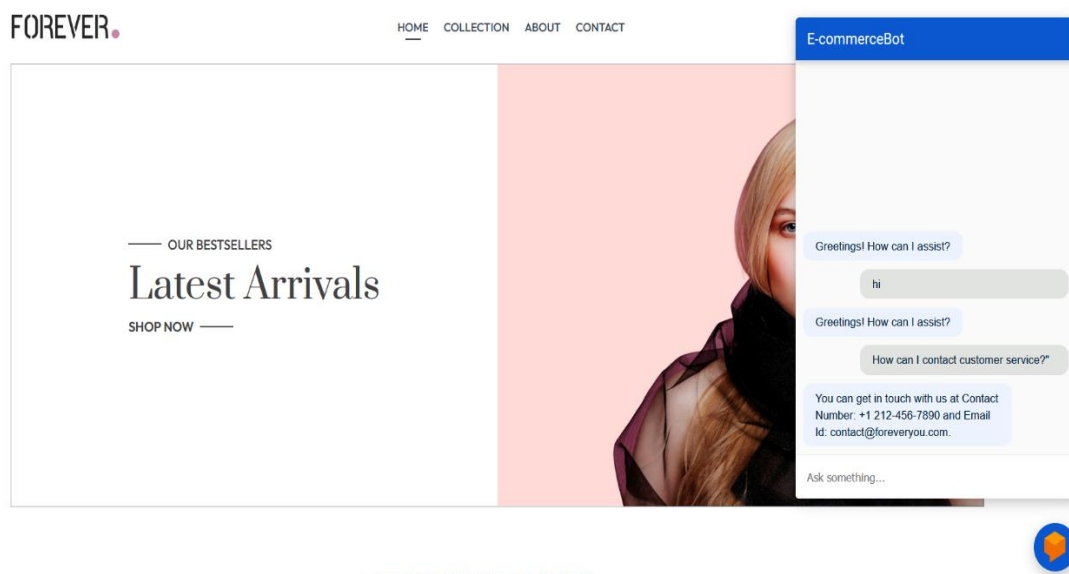 FOREVER.
HOME COLLECTION ABOUT CONTACT
OUR BESTSELLERS
Latest Arrivals
SHOP NOW
E-commerceBot
Greetings! How can I assist?
hi
Greetings! How can I assist?
How can I contact customer service?"
You can get in touch with us at Contact
Number: +1 212-456-7890 and Email
Id: contact@foreveryou.com.
Ask something...